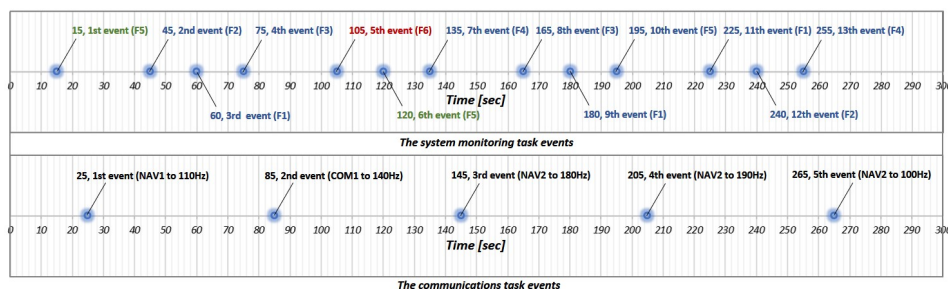 15, 1st event (F5) 45, 2nd event (F2) 75, 4th event (F3) 105, 5th event (F6) 135, 7th event (F4) 165, 8th event (F3) 195, 10th event (F5) 225, 11th event (F1) 255, 13th event (F4)
0 10 20 30 40 50 60 70 80 90 100 110 120 130 140 150 160 170 180 190 200 210 220 230 240 250 260 270 280 290 300
Time [sec]
60, 3rd event (F1) 120, 6th event (F5) 180, 9th event (F1) 240, 12th event (F2)
The system monitoring task events
25, 1st event (NAV1 to 110Hz) 85, 2nd event (COM1 to 140Hz) 145, 3rd event (NAV2 to 180Hz) 205, 4th event (NAV2 to 190Hz) 265, 5th event (NAV2 to 100Hz)
0 10 20 30 40 50 60 70 80 90 100 110 120 130 140 150 160 170 180 190 200 210 220 230 240 250 260 270 280 290 300
Time [sec]
The communications task events